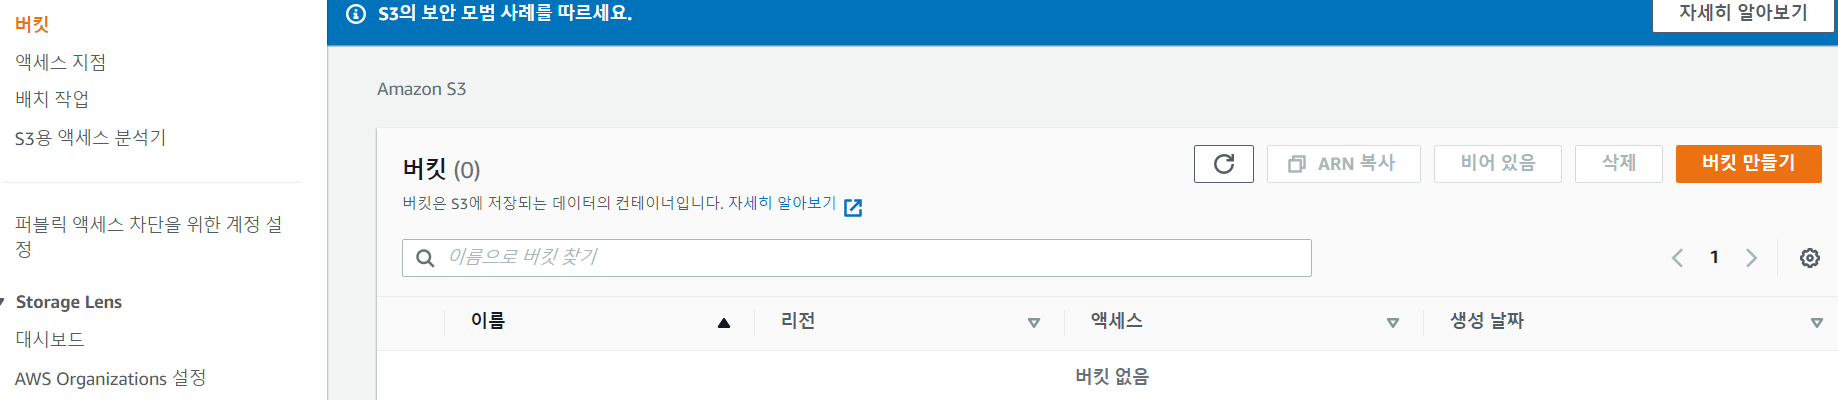 버킷
액세스 지점
배치 작업
S3용 액세스 분석기
퍼블릭 액세스 차단을 위한 계정 설
정
Storage Lens
대시보드
AWS Organizations 설정
S3의 보안 모범 사례를 따르세요.
자세히 알아보기
Amazon S3
버킷 (0)
ARN 복사
비어 있음
삭제
버킷 만들기
버킷은 S3에 저장되는 데이터의 컨테이너입니다. 자세히 알아보기
이름으로 버킷 찾기
1
이름
리전
액세스
생성 날짜
버킷 없음